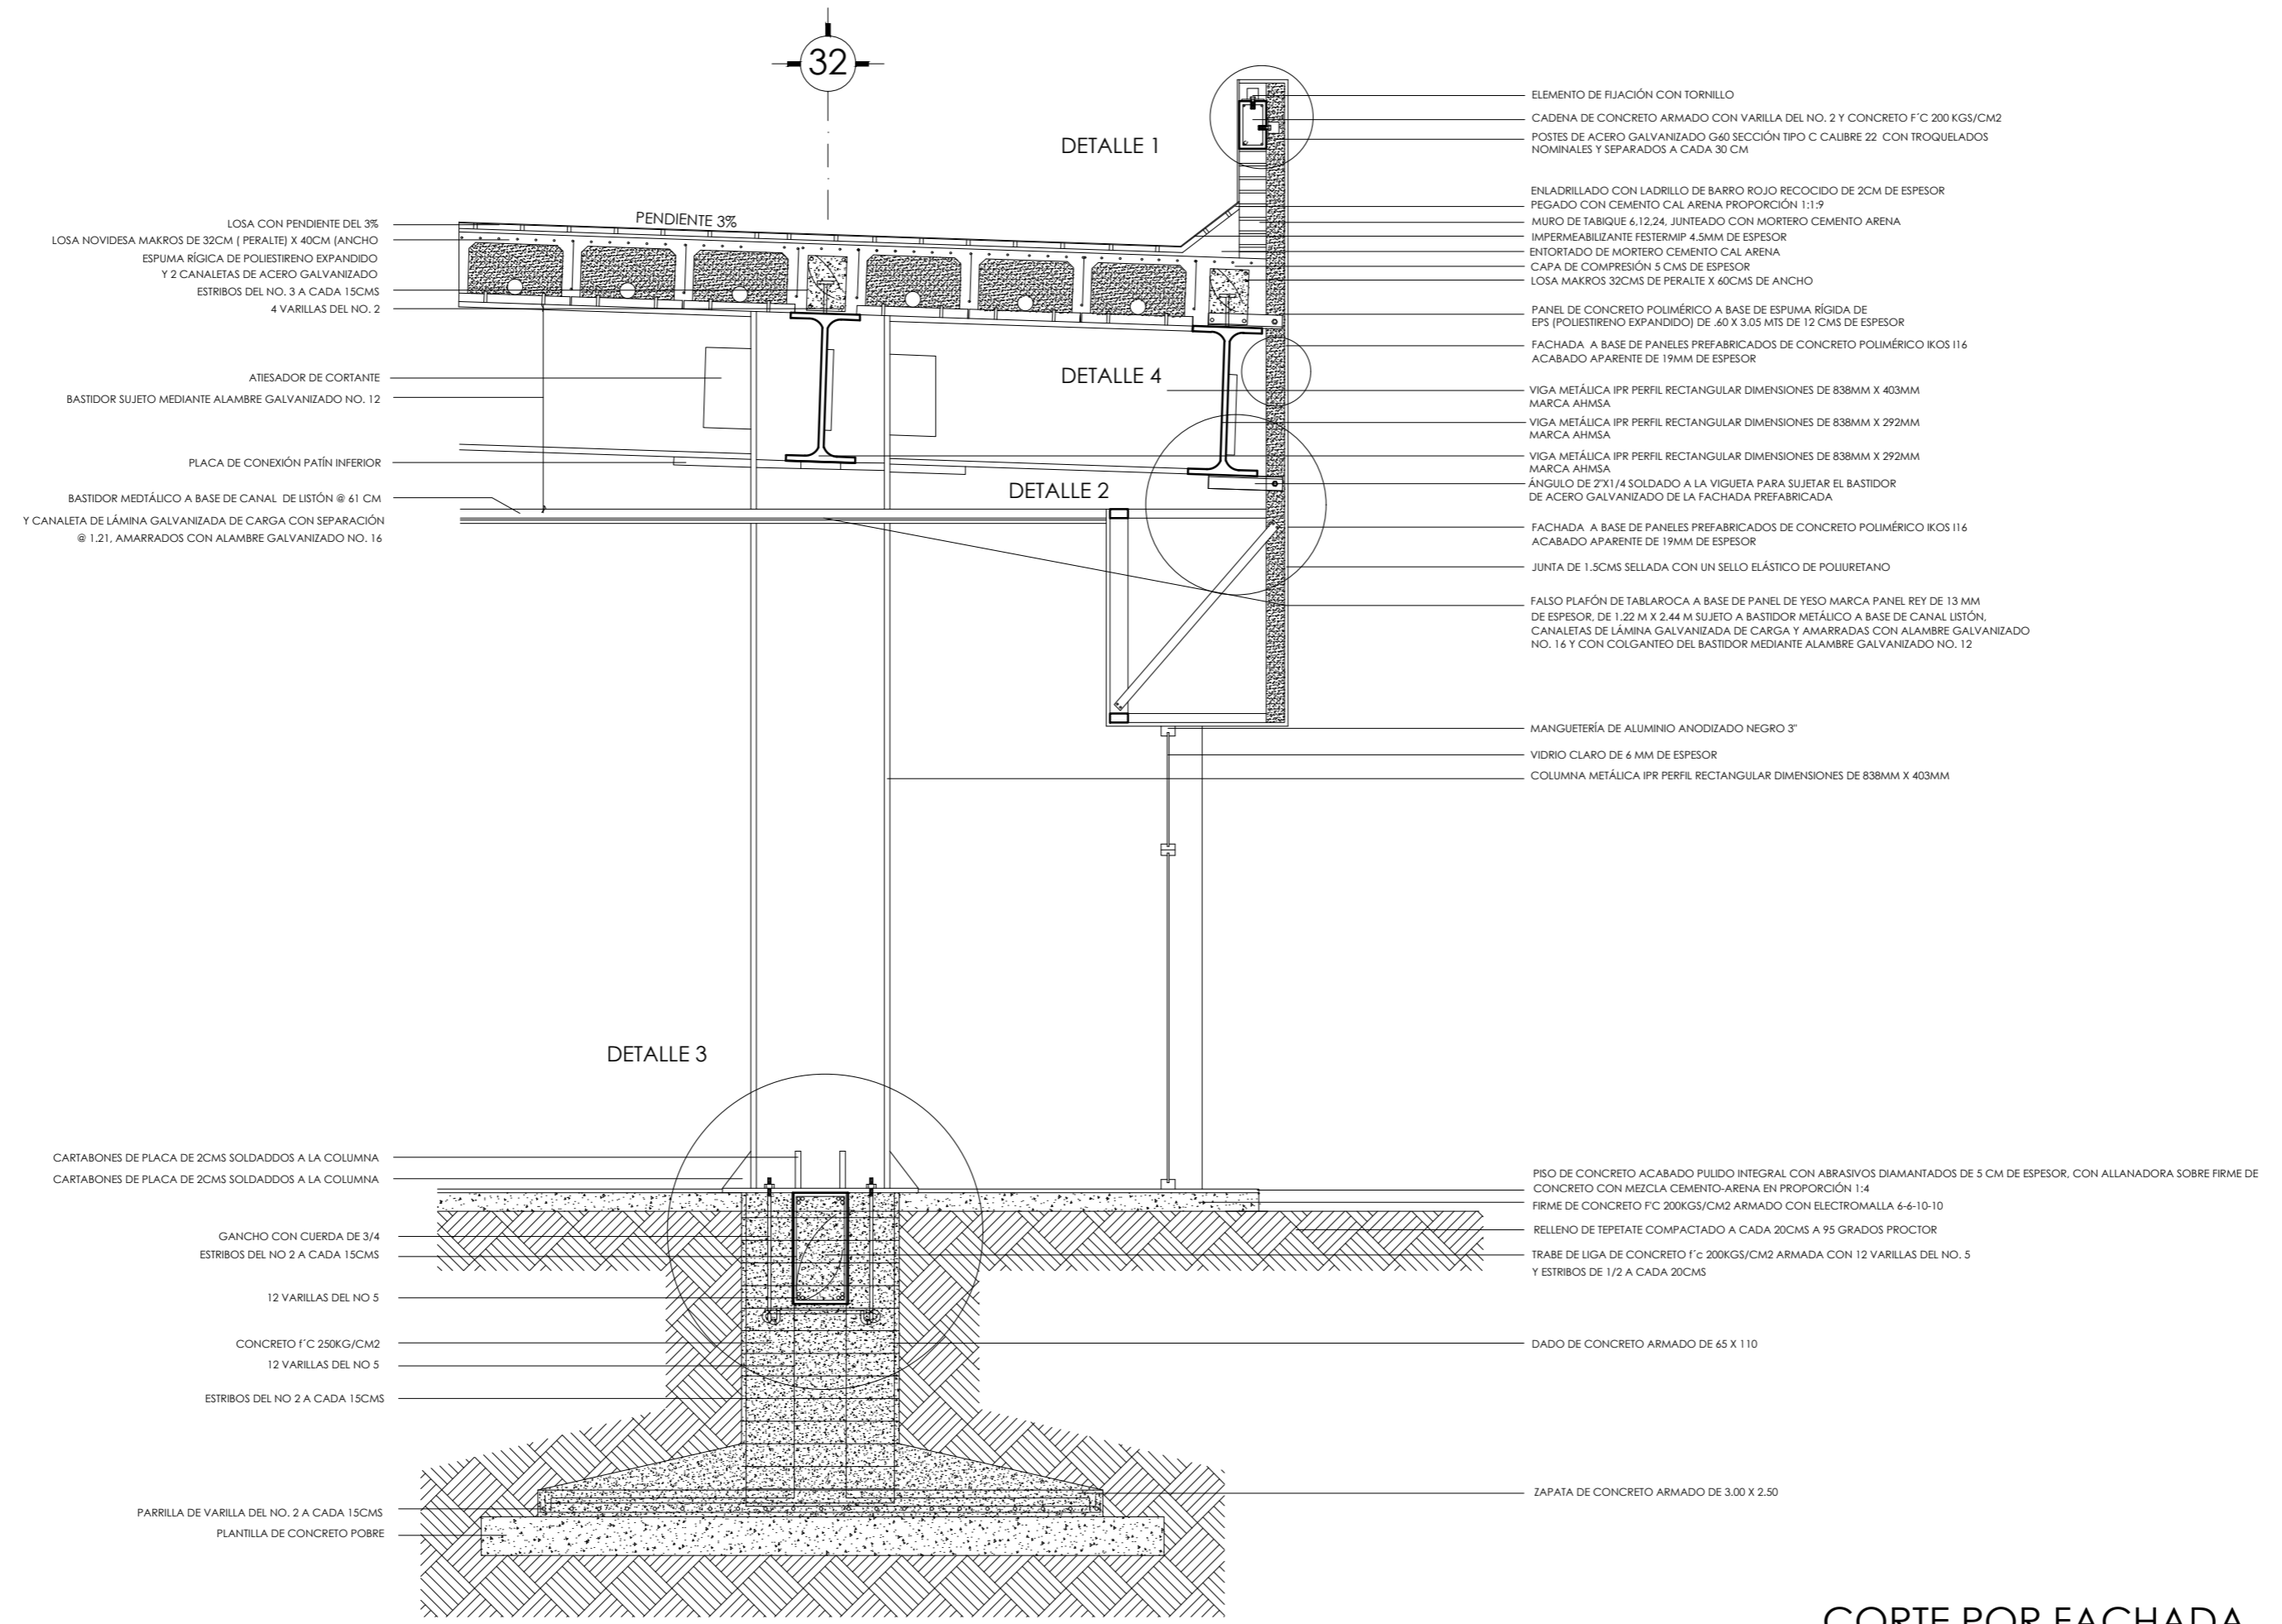 32
DETALLE 1
PENDIENTE 3%
LOSA CON PENDIENTE DEL 3%
LOSA NOVIDESA MAKROS DE 32CM ( PERALTE) X 40CM (ANCHO
ESPUMA RÍGICA DE POLIESTIRENO EXPANDIDO
Y 2 CANALETAS DE ACERO GALVANIZADO
ESTRIBOS DEL NO. 3 A CADA 15CMS
4 VARILLAS DEL NO. 2
ATIESADOR DE CORTANTE
BASTIDOR SUJETO MEDIANTE ALAMBRE GALVANIZADO NO. 12
PLACA DE CONEXIÓN PATÍN INFERIOR
BASTIDOR MEDTÁLICO A BASE DE CANAL DE LISTÓN @ 61 CM
Y CANALETA DE LÁMINA GALVANIZADA DE CARGA CON SEPARACIÓN
@ 1.21, AMARRADOS CON ALAMBRE GALVANIZADO NO. 16
DETALLE 4
DETALLE 2
ELEMENTO DE FIJACIÓN CON TORNILLO
CADENA DE CONCRETO ARMADO CON VARILLA DEL NO. 2 Y CONCRETO F´C 200 KGS/CM2
POSTES DE ACERO GALVANIZADO G60 SECCIÓN TIPO C CALIBRE 22 CON TROQUELADOS
NOMINALES Y SEPARADOS A CADA 30 CM
ENLADRILLADO CON LADRILLO DE BARRO ROJO RECOCIDO DE 2CM DE ESPESOR
PEGADO CON CEMENTO CAL ARENA PROPORCIÓN 1:1:9
MURO DE TABIQUE 6,12,24, JUNTEADO CON MORTERO CEMENTO ARENA
IMPERMEABILIZANTE FESTERMIP 4.5MM DE ESPESOR
ENTORTADO DE MORTERO CEMENTO CAL ARENA
CAPA DE COMPRESIÓN 5 CMS DE ESPESOR
LOSA MAKROS 32CMS DE PERALTE X 60CMS DE ANCHO
PANEL DE CONCRETO POLIMÉRICO A BASE DE ESPUMA RÍGIDA DE
EPS (POLIESTIRENO EXPANDIDO) DE .60 X 3.05 MTS DE 12 CMS DE ESPESOR
FACHADA A BASE DE PANELES PREFABRICADOS DE CONCRETO POLIMÉRICO IKOS I16
ACABADO APARENTE DE 19MM DE ESPESOR
VIGA METÁLICA IPR PERFIL RECTANGULAR DIMENSIONES DE 838MM X 403MM
MARCA AHMSA
VIGA METÁLICA IPR PERFIL RECTANGULAR DIMENSIONES DE 838MM X 292MM
MARCA AHMSA
VIGA METÁLICA IPR PERFIL RECTANGULAR DIMENSIONES DE 838MM X 292MM
MARCA AHMSA
ÁNGULO DE 2"X1/4 SOLDADO A LA VIGUETA PARA SUJETAR EL BASTIDOR
DE ACERO GALVANIZADO DE LA FACHADA PREFABRICADA
FACHADA A BASE DE PANELES PREFABRICADOS DE CONCRETO POLIMÉRICO IKOS I16
ACABADO APARENTE DE 19MM DE ESPESOR
JUNTA DE 1.5CMS SELLADA CON UN SELLO ELÁSTICO DE POLIURETANO
FALSO PLAFÓN DE TABLAROCA A BASE DE PANEL DE YESO MARCA PANEL REY DE 13 MM
DE ESPESOR, DE 1.22 M X 2.44 M SUJETO A BASTIDOR METÁLICO A BASE DE CANAL LISTÓN,
CANALETAS DE LÁMINA GALVANIZADA DE CARGA Y AMARRADAS CON ALAMBRE GALVANIZADO
NO. 16 Y CON COLGANTEO DEL BASTIDOR MEDIANTE ALAMBRE GALVANIZADO NO. 12
MANGUETERÍA DE ALUMINIO ANODIZADO NEGRO 3"
VIDRIO CLARO DE 6 MM DE ESPESOR
COLUMNA METÁLICA IPR PERFIL RECTANGULAR DIMENSIONES DE 838MM X 403MM
DETALLE 3
CARTABONES DE PLACA DE 2CMS SOLDADDOS A LA COLUMNA
CARTABONES DE PLACA DE 2CMS SOLDADDOS A LA COLUMNA
GANCHO CON CUERDA DE 3/4
ESTRIBOS DEL NO 2 A CADA 15CMS
12 VARILLAS DEL NO 5
CONCRETO f´C 250KG/CM2
12 VARILLAS DEL NO 5
ESTRIBOS DEL NO 2 A CADA 15CMS
PARRILLA DE VARILLA DEL NO. 2 A CADA 15CMS
PLANTILLA DE CONCRETO POBRE
PISO DE CONCRETO ACABADO PULIDO INTEGRAL CON ABRASIVOS DIAMANTADOS DE 5 CM DE ESPESOR, CON ALLANADORA SOBRE FIRME DE
CONCRETO CON MEZCLA CEMENTO-ARENA EN PROPORCIÓN 1:4
FIRME DE CONCRETO F'C 200KGS/CM2 ARMADO CON ELECTROMALLA 6-6-10-10
RELLENO DE TEPETATE COMPACTADO A CADA 20CMS A 95 GRADOS PROCTOR
TRABE DE LIGA DE CONCRETO f´c 200KGS/CM2 ARMADA CON 12 VARILLAS DEL NO. 5
Y ESTRIBOS DE 1/2 A CADA 20CMS
DADO DE CONCRETO ARMADO DE 65 X 110
ZAPATA DE CONCRETO ARMADO DE 3.00 X 2.50
CORTE POR FACHADA